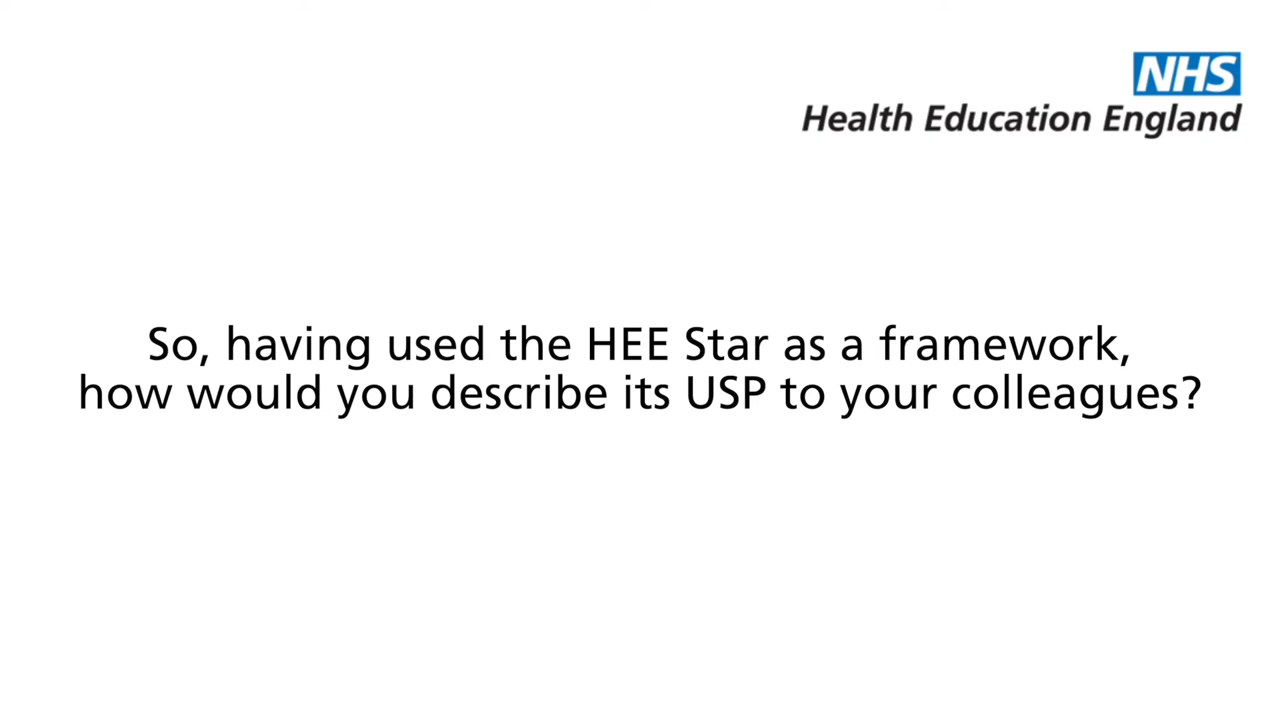 NHS
Health Education England
So, having used the HEE Star as a framework,
how would you describe its USP to your colleagues?